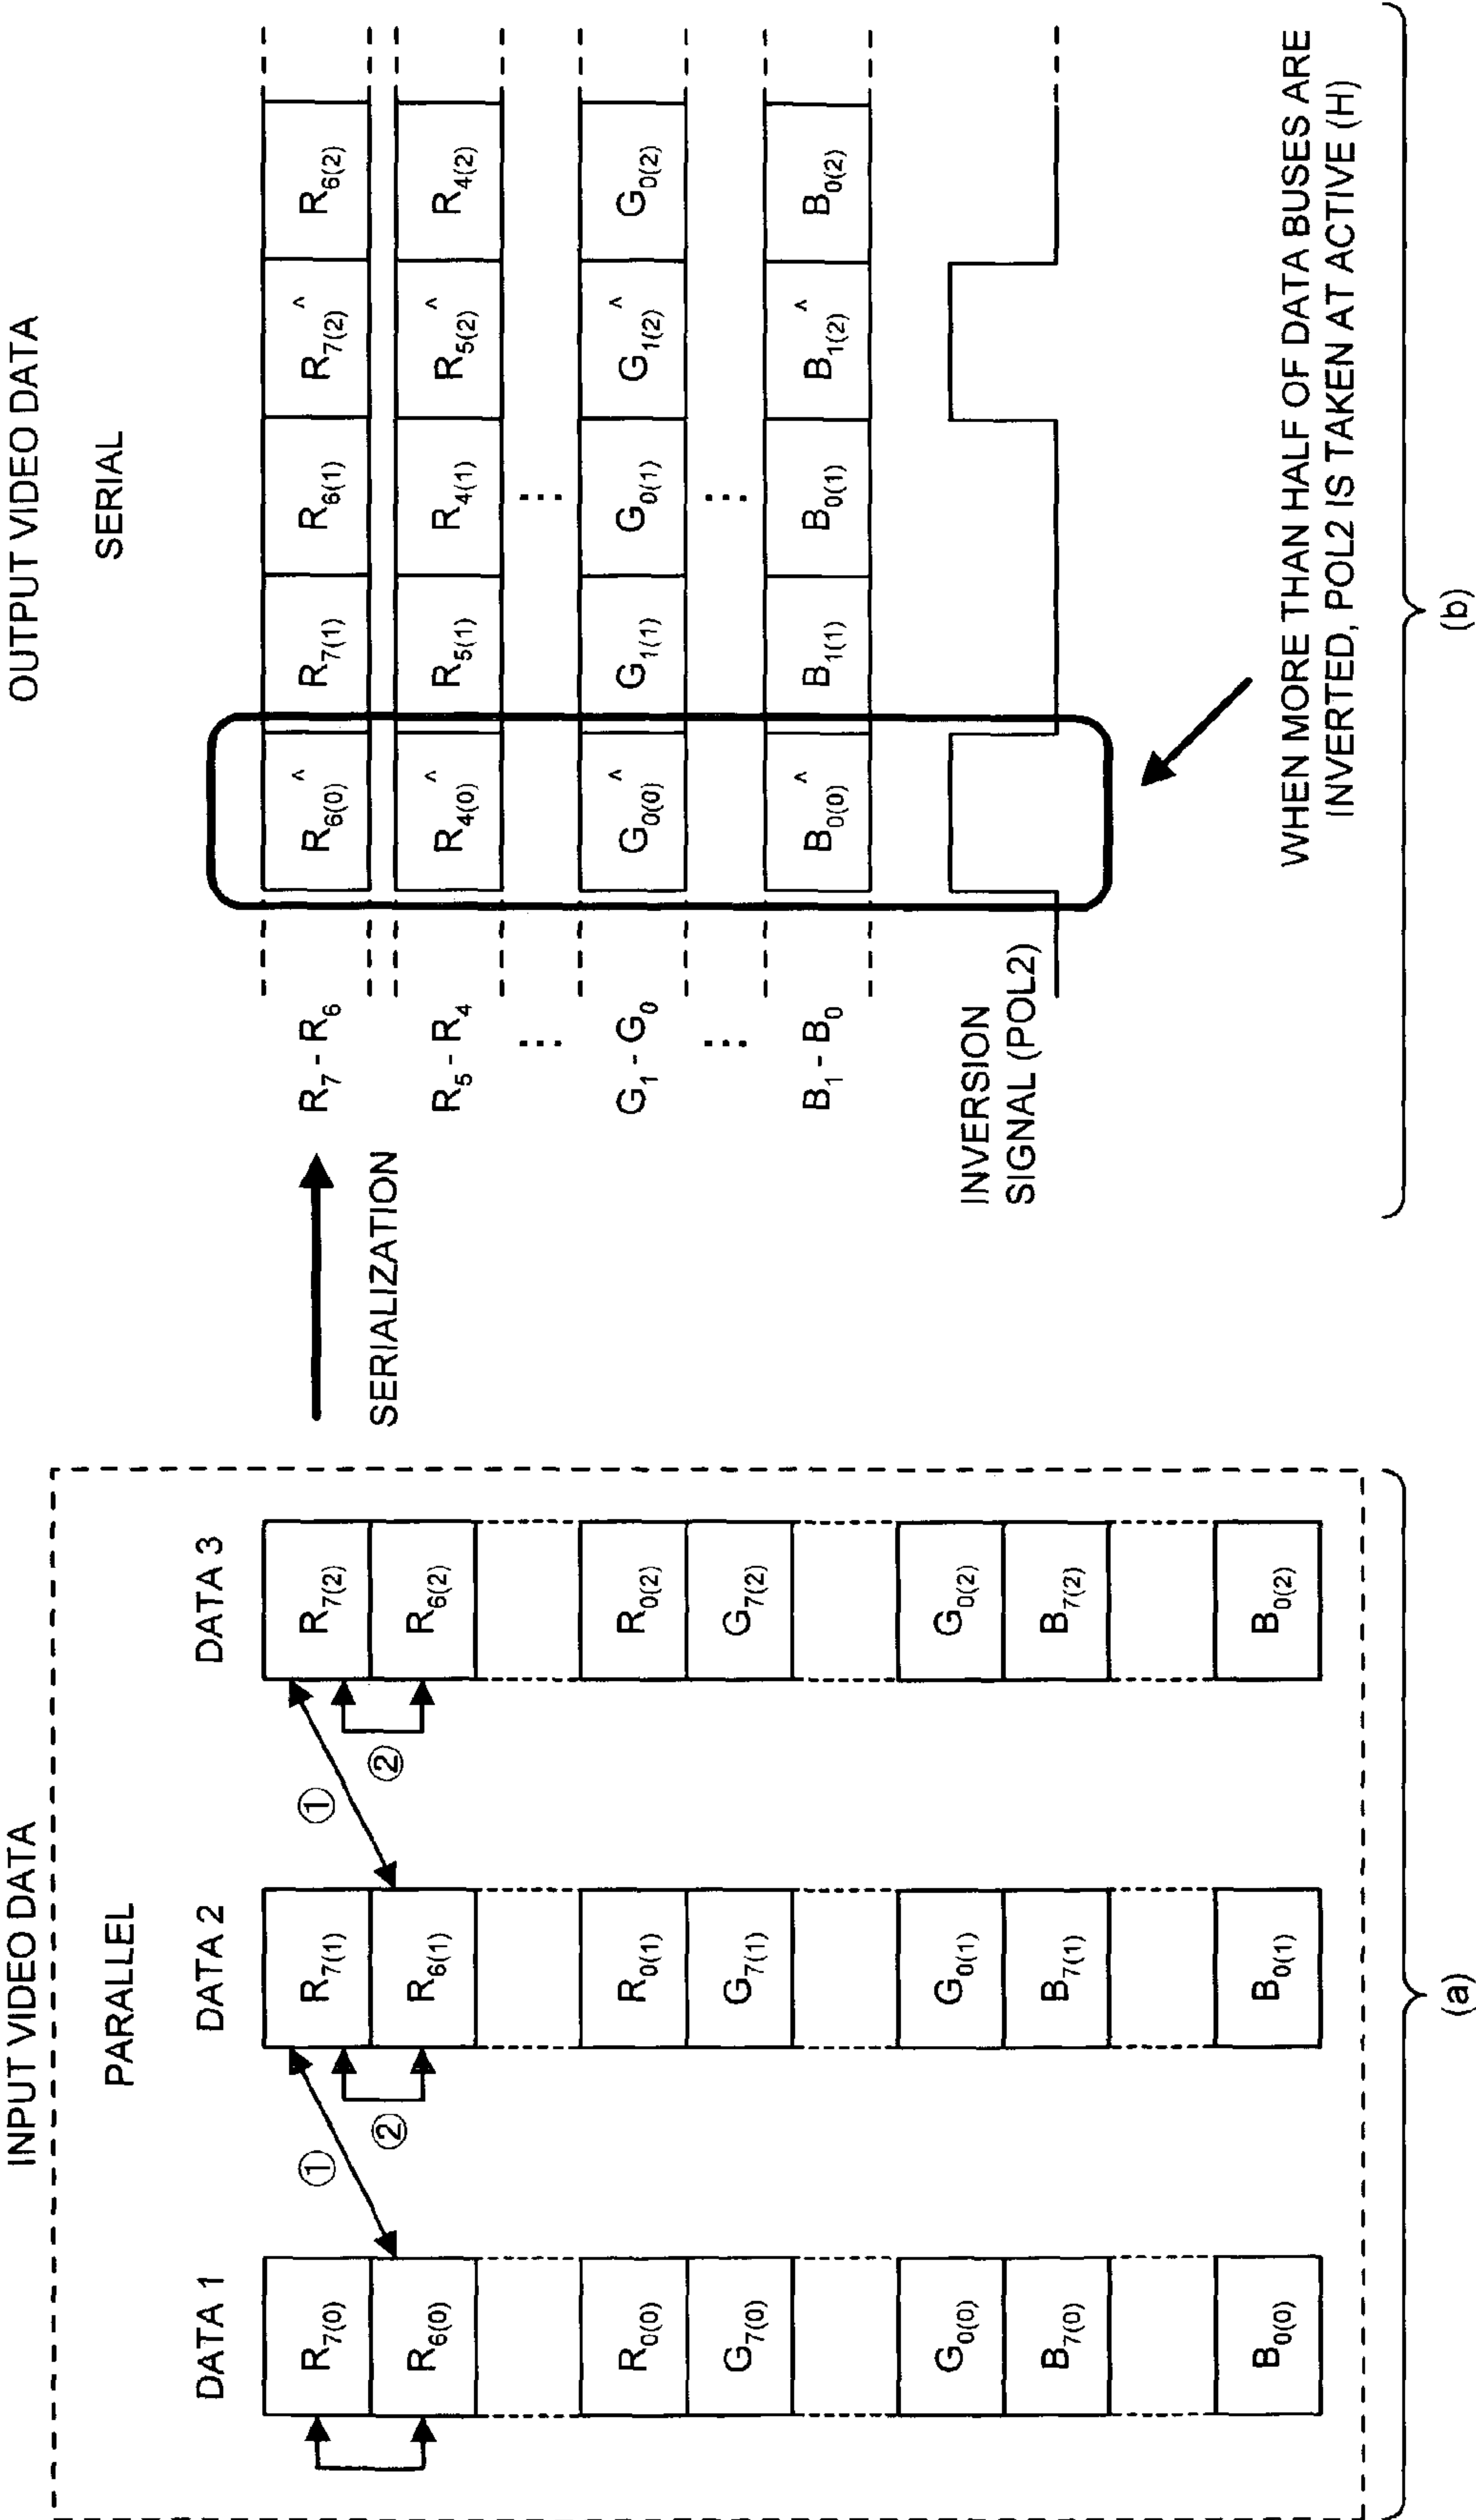 INPUT VIDEO DATA
PARALLEL
DATA 1 DATA 2 DATA 3
R7(0) R7(1) R7(2)
① ①
② ②
R6(0) R6(1) R6(2)
R0(0) R0(1) R0(2)
G7(0) G7(1) G7(2)
G0(0) G0(1) G0(2)
B7(0) B7(1) B7(2)
B0(0) B0(1) B0(2)
(a)
SERIALIZATION
OUTPUT VIDEO DATA
SERIAL
R7 - R6 R6(0)^ R7(1) R6(1) R7(2)^ R6(2)
R5 - R4 R4(0)^ R5(1) R4(1) R5(2)^ R4(2)
... ...
G1 - G0 G0(0)^ G1(1) G0(1) G1(2)^ G0(2)
... ...
B1 - B0 B0(0)^ B1(1) B0(1) B1(2)^ B0(2)
INVERSION
SIGNAL (POL2)
WHEN MORE THAN HALF OF DATA BUSES ARE
INVERTED, POL2 IS TAKEN AT ACTIVE (H)
(b)